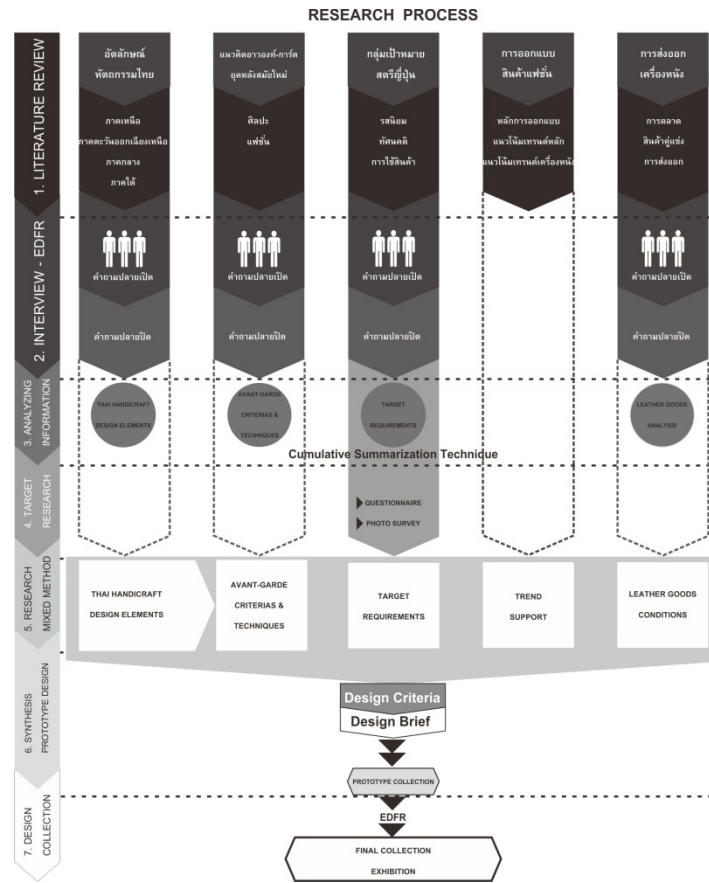 RESEARCH PROCESS
1. LITERATURE REVIEW
อัตลักษณ์
หัตถกรรมไทย
แนวคิดอาวองท์-การ์ด
ยุคหลังสมัยใหม่
กลุ่มเป้าหมาย
สตรีญี่ปุ่น
การออกแบบ
สินค้าแฟชั่น
การส่งออก
เครื่องหนัง
ภาคเหนือ
ภาคตะวันออกเฉียงเหนือ
ภาคกลาง
ภาคใต้
ศิลปะ
แฟชั่น
รสนิยม
ทัศนคติ
การใช้สินค้า
หลักการออกแบบ
แนวโน้มเทรนด์หลัก
แนวโน้มเทรนด์เครื่องหนัง
การตลาด
สินค้าคู่แข่ง
การส่งออก
2. INTERVIEW - EDFR
คำถามปลายเปิด
คำถามปลายเปิด
คำถามปลายเปิด
คำถามปลายเปิด
คำถามปลายปิด
คำถามปลายปิด
คำถามปลายปิด
คำถามปลายปิด
3. ANALYZING
INFORMATION
THAI HANDICRAFT
DESIGN ELEMENTS
AVANT-GARDE
CRITERIAS &
TECHNIQUES
TARGET
REQUIREMENTS
LEATHER GOODS
ANALYSIS
Cumulative Summarization Technique
4. TARGET
RESEARCH
QUESTIONNAIRE
PHOTO SURVEY
5. RESEARCH
MIXED METHOD
THAI HANDICRAFT
DESIGN ELEMENTS
AVANT-GARDE
CRITERIAS &
TECHNIQUES
TARGET
REQUIREMENTS
TREND
SUPPORT
LEATHER GOODS
CONDITIONS
6. SYNTHESIS
PROTOTYPE DESIGN
Design Criteria
Design Brief
PROTOTYPE COLLECTION
7. DESIGN
COLLECTION
EDFR
FINAL COLLECTION
EXHIBITION